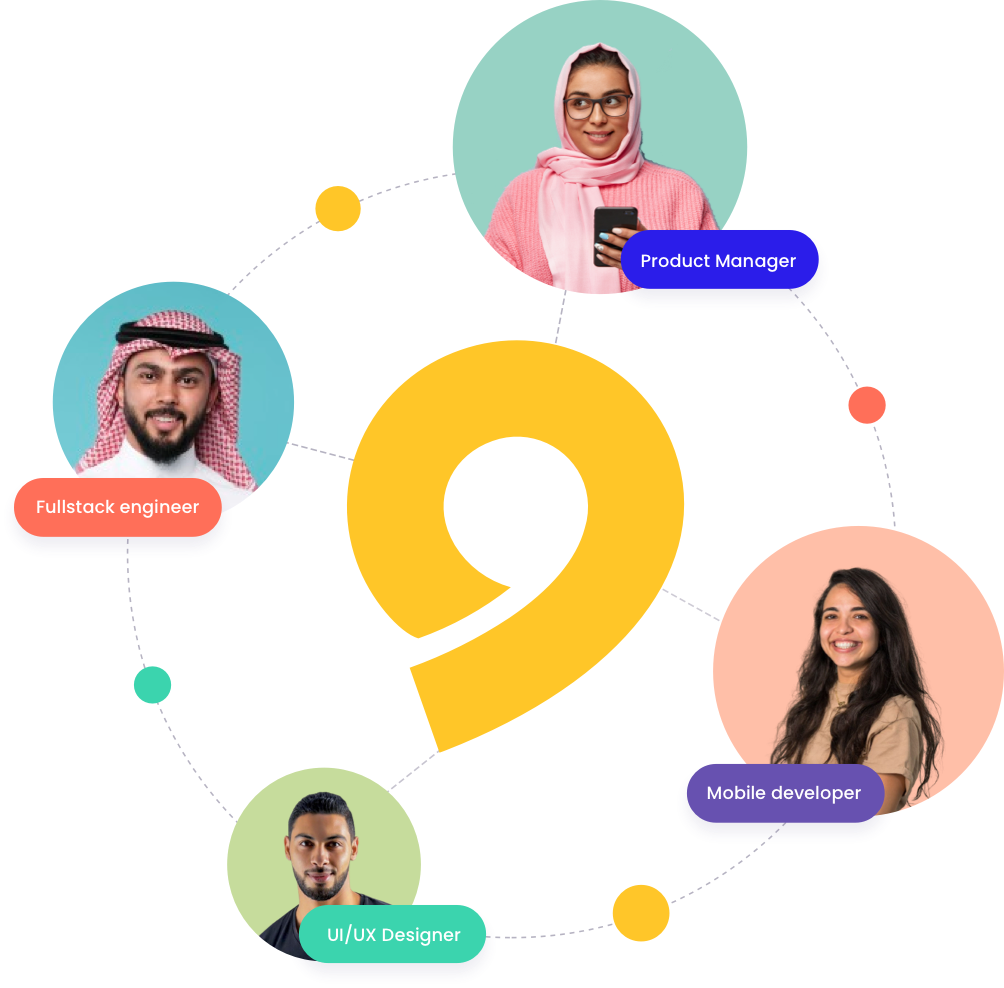 Product Manager
Fullstack engineer
Mobile developer
UI/UX Designer